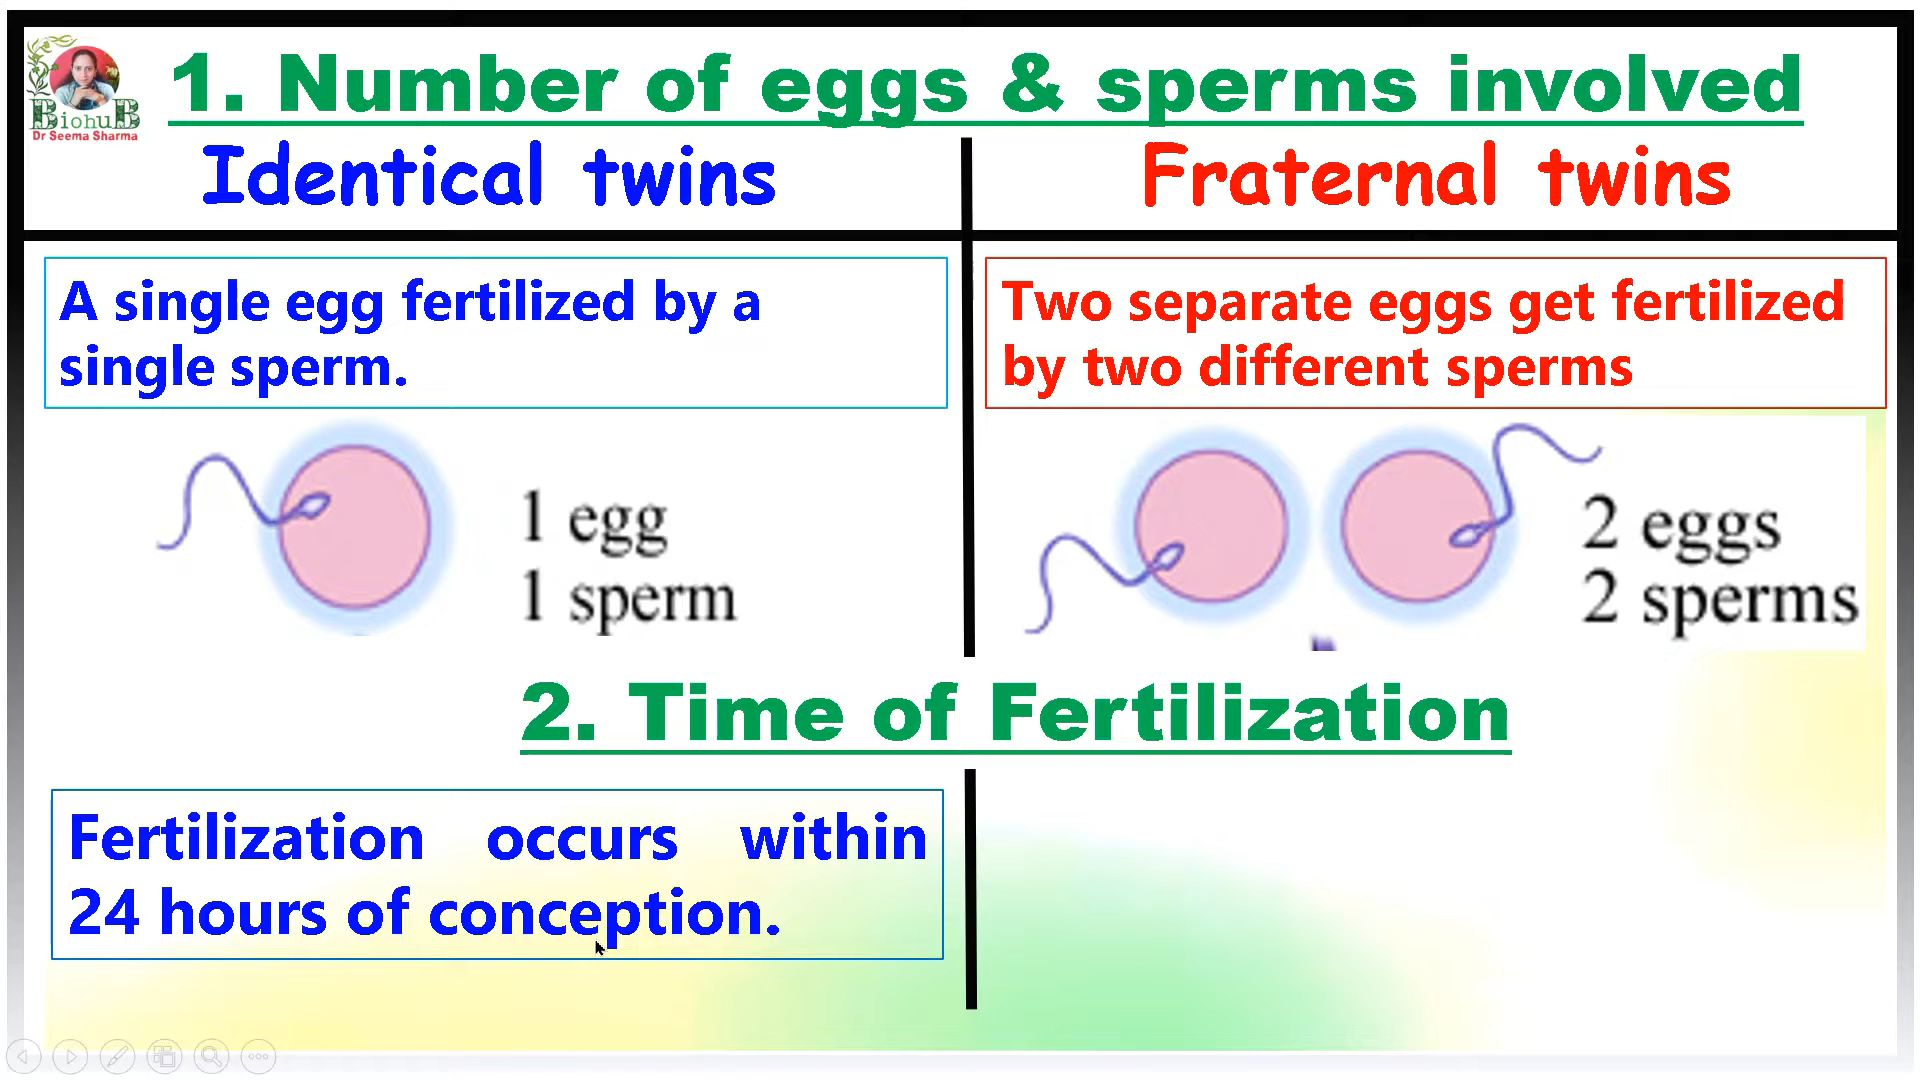 BiohuB
Dr Seema Sharma
1. Number of eggs & sperms involved
Identical twins
Fraternal twins
A single egg fertilized by a
single sperm.
Two separate eggs get fertilized
by two different sperms
1 egg
1 sperm
2 eggs
2 sperms
2. Time of Fertilization
Fertilization occurs within
24 hours of conception.